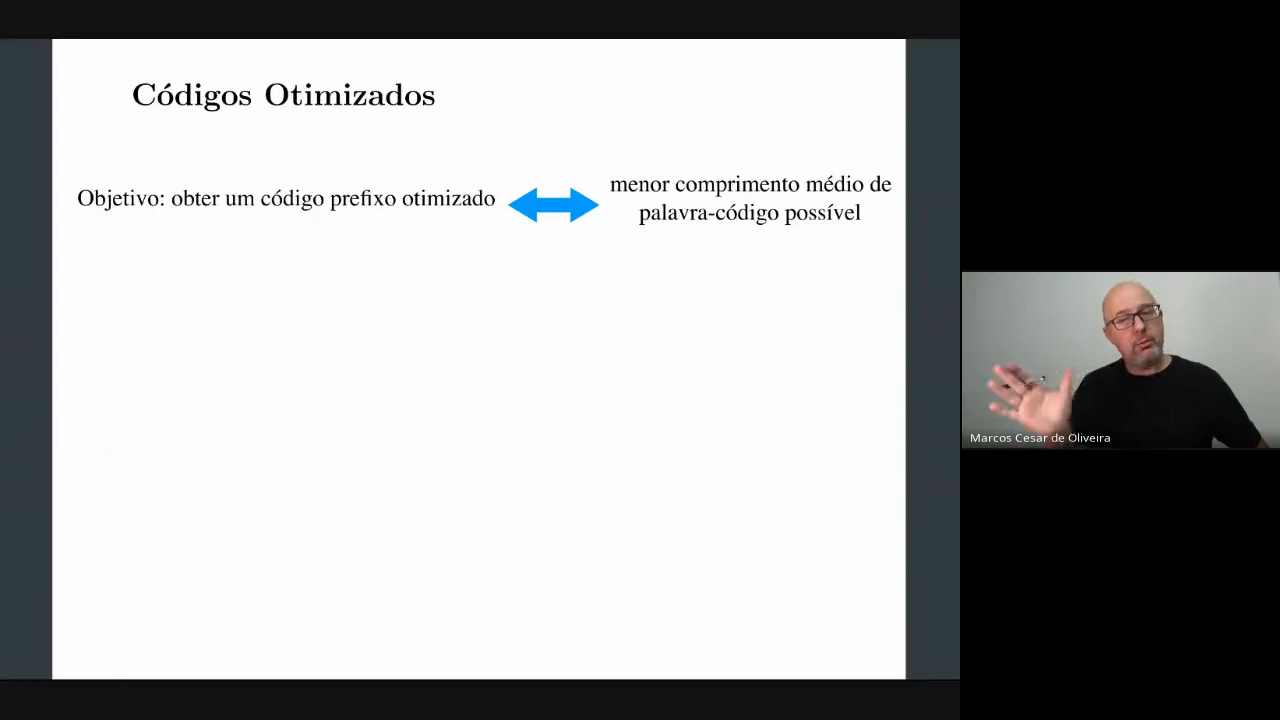 Códigos Otimizados
Objetivo: obter um código prefixo otimizado
menor comprimento médio de
palavra-código possível
Marcos Cesar de Oliveira